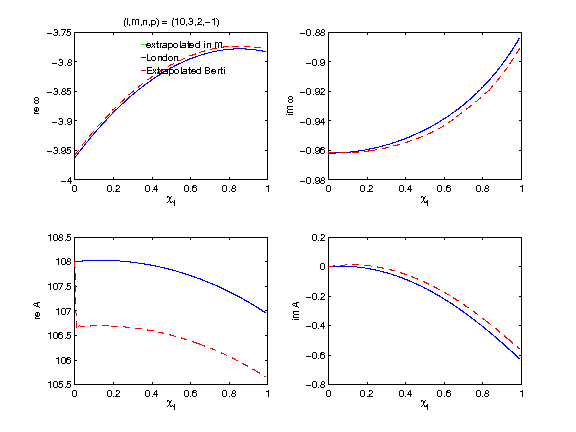 (l,m,n,p) = (10,3,2,−1)
−3.75
−3.8
−3.85
−3.9
−3.95
−4
re ω
extrapolated in m
London
Extrapolated Berti
0 0.2 0.4 0.6 0.8 1
χf
−0.88
−0.9
−0.92
−0.94
−0.96
−0.98
im ω
0 0.2 0.4 0.6 0.8 1
χf
108.5
108
107.5
107
106.5
106
105.5
re A
0 0.2 0.4 0.6 0.8 1
χf
0.2
0
−0.2
−0.4
−0.6
−0.8
im A
0 0.2 0.4 0.6 0.8 1
χf